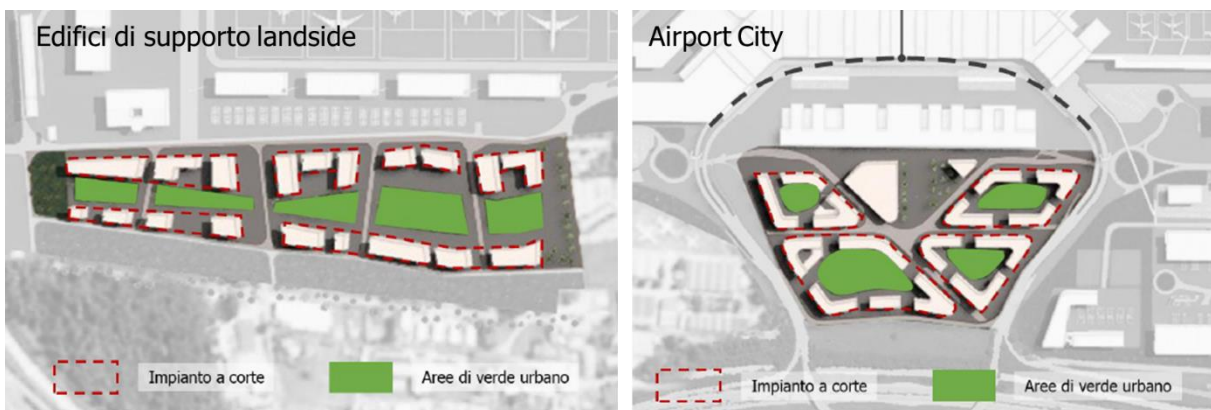 Edifici di supporto landside
Airport City
Impianto a corte
Aree di verde urbano
Impianto a corte
Aree di verde urbano